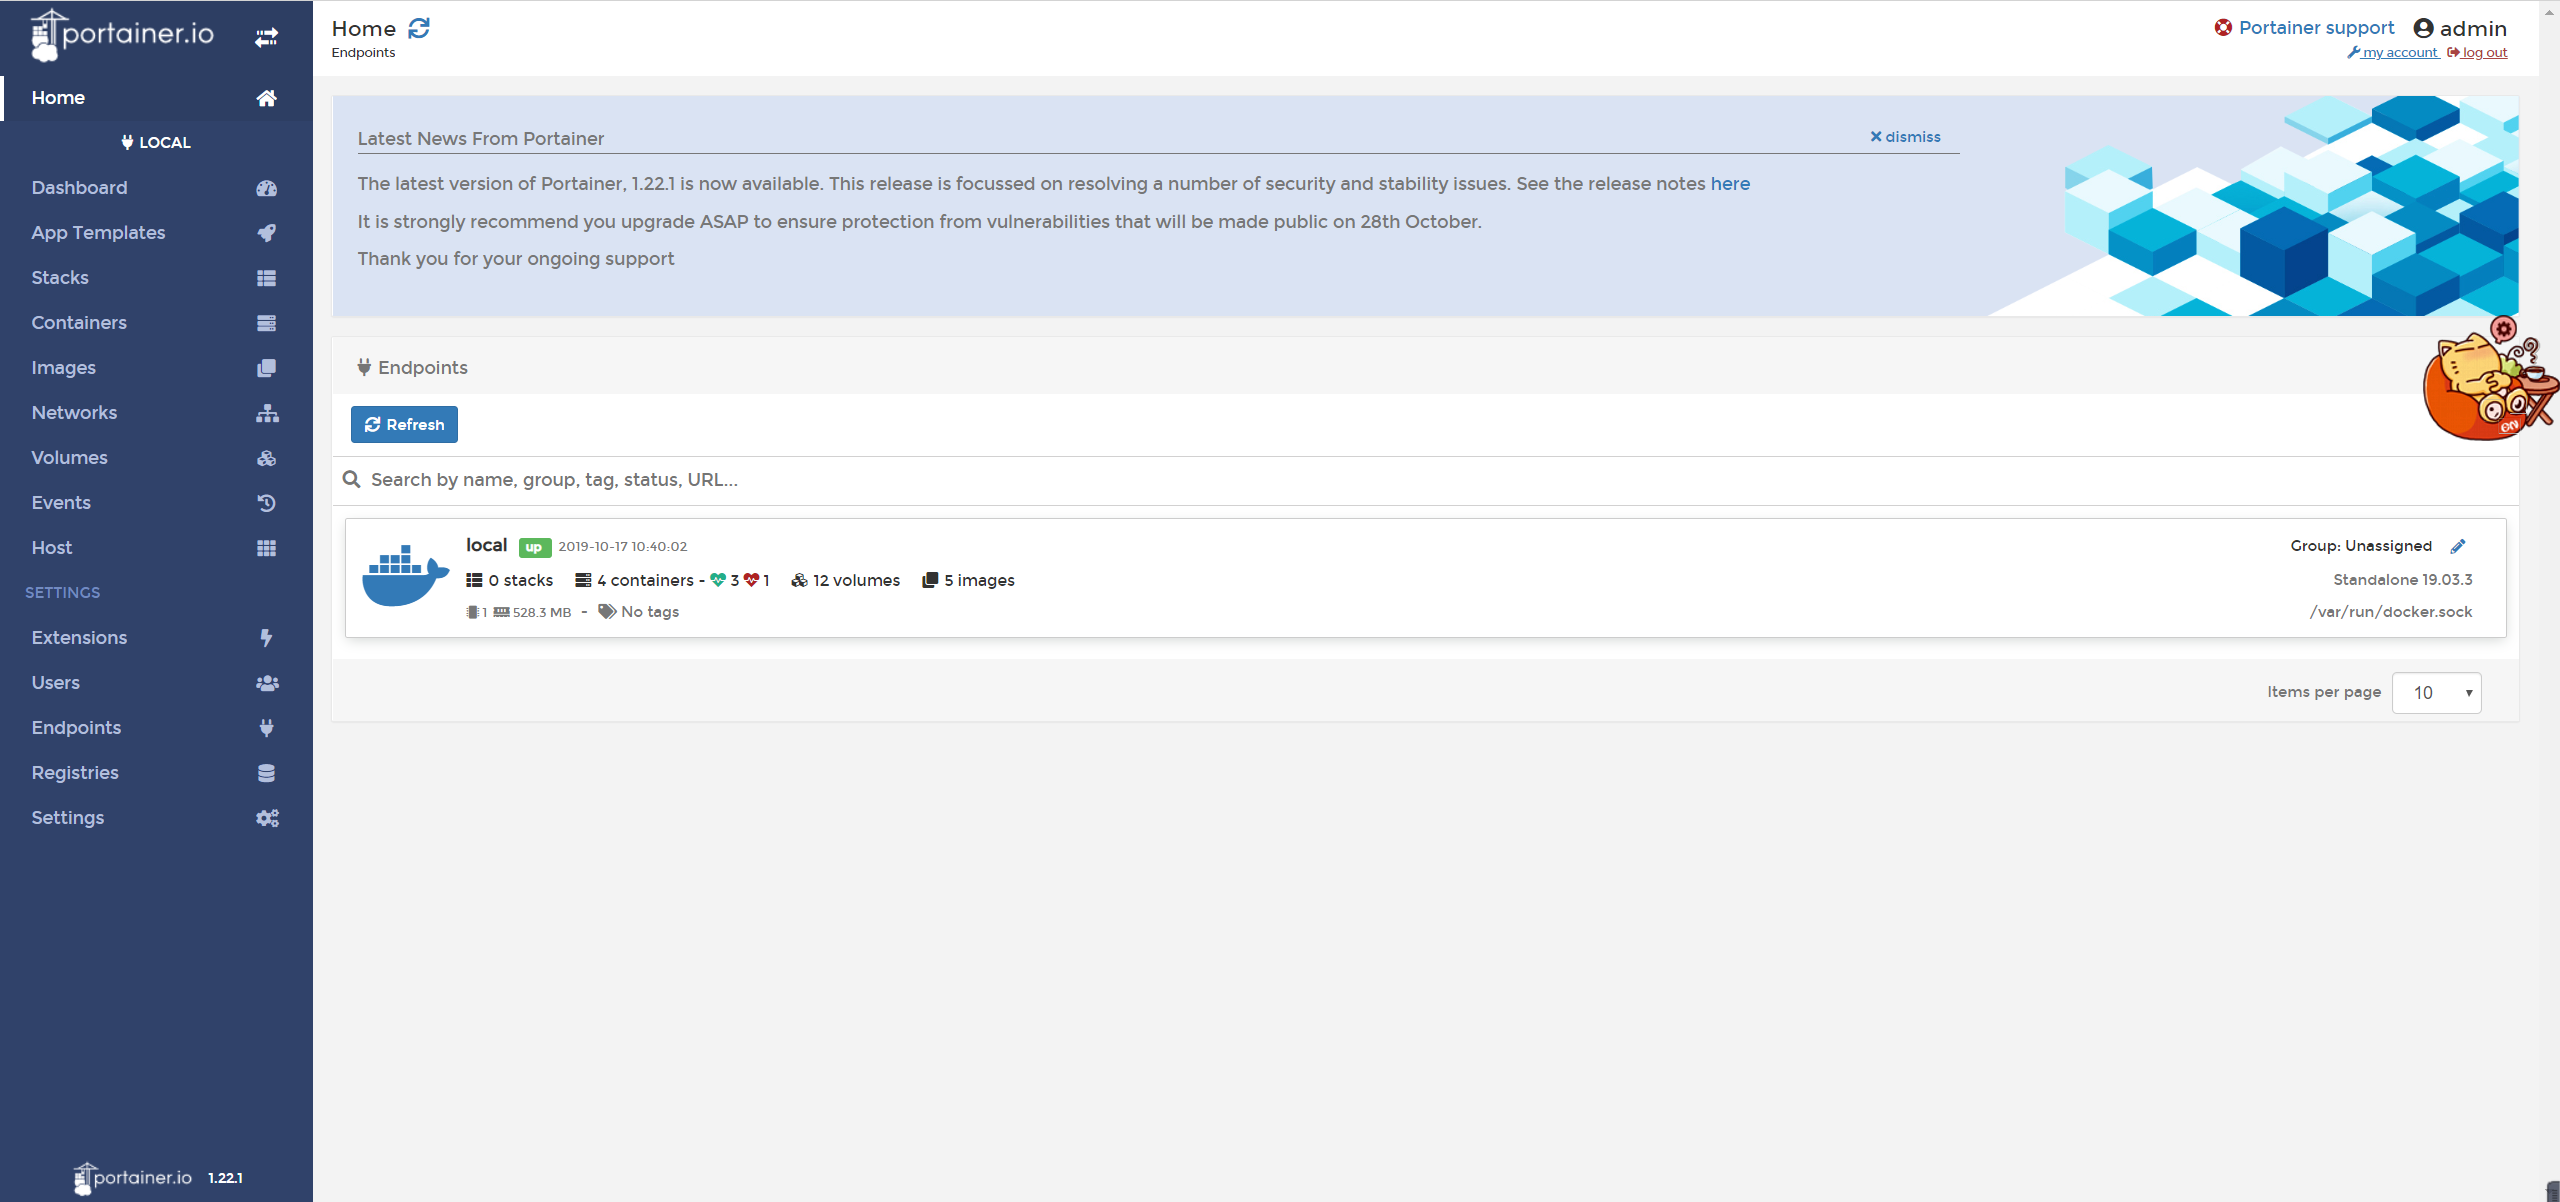 portainer.io
Home
LOCAL
Dashboard
App Templates
Stacks
Containers
Images
Networks
Volumes
Events
Host
SETTINGS
Extensions
Users
Endpoints
Registries
Settings
portainer.io 1.22.1
Home
Endpoints
Portainer support admin
my account log out
Latest News From Portainer
dismiss
The latest version of Portainer, 1.22.1 is now available. This release is focussed on resolving a number of security and stability issues. See the release notes here
It is strongly recommend you upgrade ASAP to ensure protection from vulnerabilities that will be made public on 28th October.
Thank you for your ongoing support
Endpoints
Refresh
Search by name, group, tag, status, URL...
local up 2019-10-17 10:40:02
Group: Unassigned
0 stacks 4 containers - 3 1 12 volumes 5 images
Standalone 19.03.3
1 528.3 MB - No tags
/var/run/docker.sock
Items per page 10